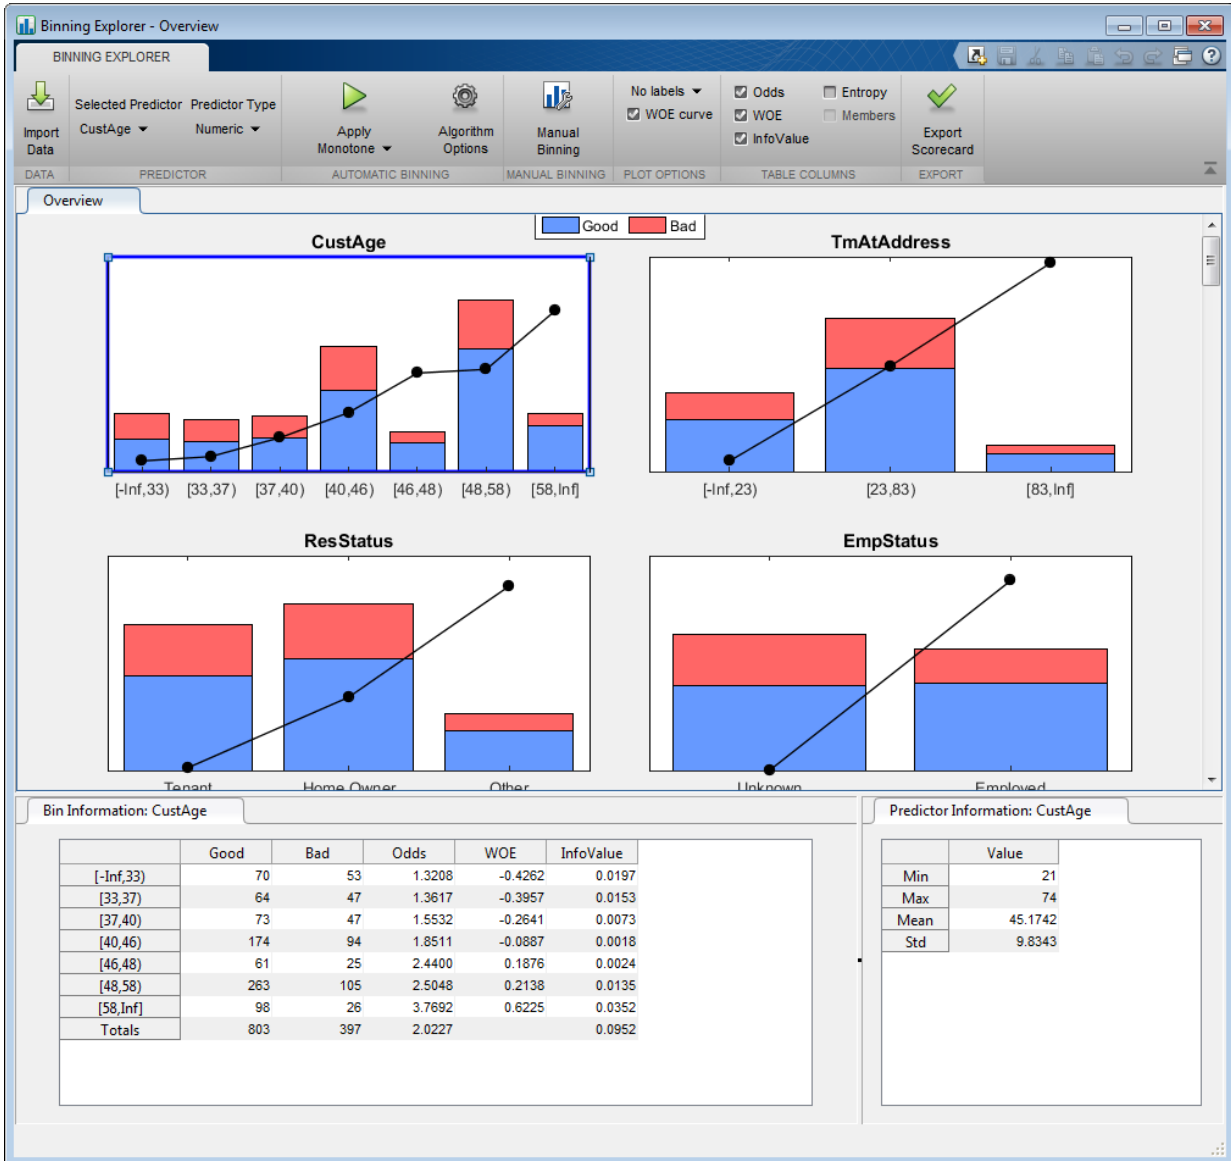 Binning Explorer - Overview
BINNING EXPLORER
Import Data
Selected Predictor Predictor Type
CustAge Numeric
Apply Monotone
Algorithm Options
Manual Binning
No labels
WOE curve
Odds Entropy
WOE Members
InfoValue
Export Scorecard
DATA PREDICTOR AUTOMATIC BINNING MANUAL BINNING PLOT OPTIONS TABLE COLUMNS EXPORT
Overview
Good Bad
CustAge
[-Inf,33) [33,37) [37,40) [40,46) [46,48) [48,58) [58,Inf]
TmAtAddress
[-Inf,23) [23,83) [83,Inf]
ResStatus
Tenant Home Owner Other
EmpStatus
Unknown Employed
Bin Information: CustAge
Good Bad Odds WOE InfoValue
[-Inf,33) 70 53 1.3208 -0.4262 0.0197
[33,37) 64 47 1.3617 -0.3957 0.0153
[37,40) 73 47 1.5532 -0.2641 0.0073
[40,46) 174 94 1.8511 -0.0887 0.0018
[46,48) 61 25 2.4400 0.1876 0.0024
[48,58) 263 105 2.5048 0.2138 0.0135
[58,Inf] 98 26 3.7692 0.6225 0.0352
Totals 803 397 2.0227 0.0952
Predictor Information: CustAge
Value
Min 21
Max 74
Mean 45.1742
Std 9.8343